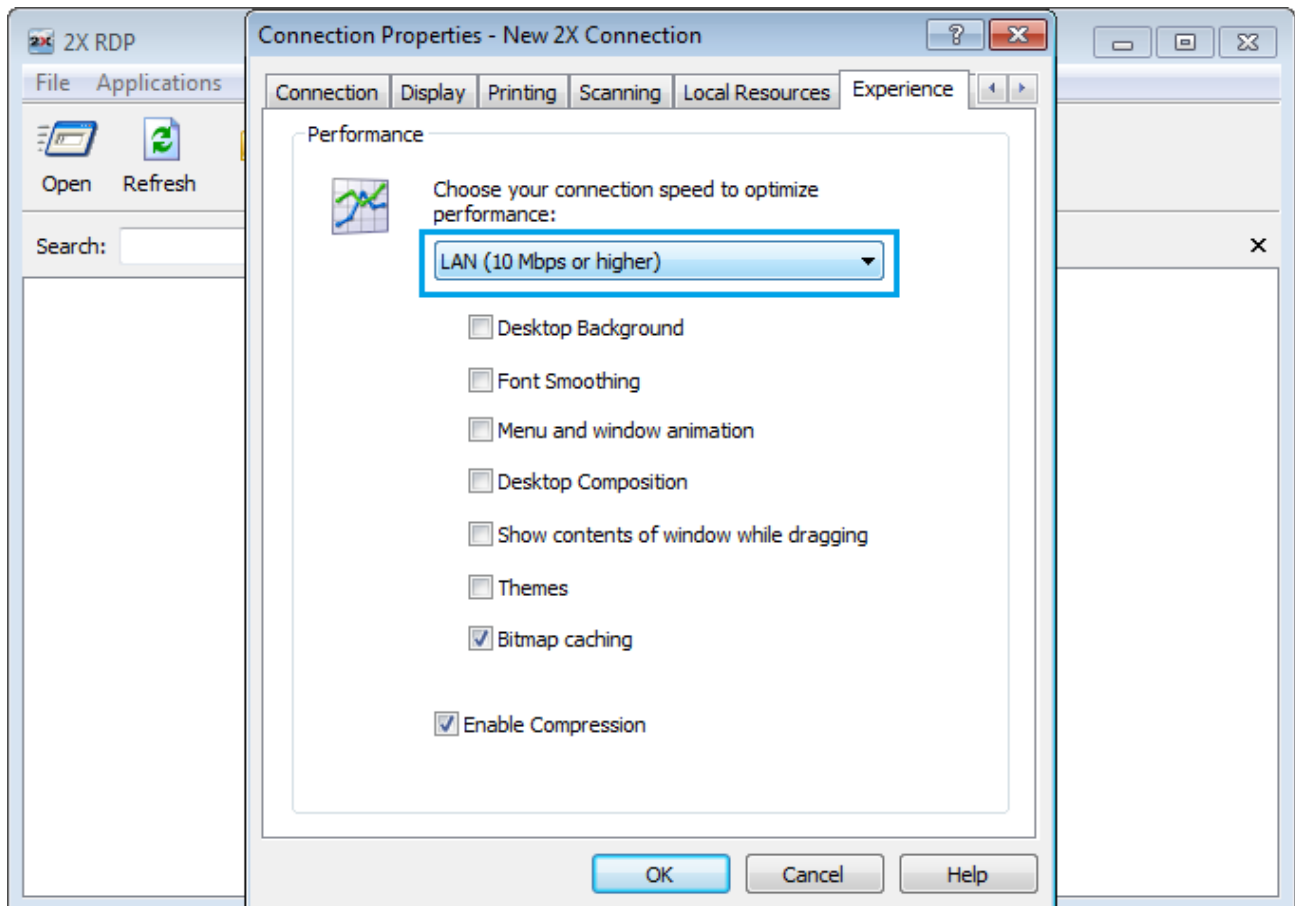 2X RDP
File Applications
Open Refresh
Search:
Connection Properties - New 2X Connection
Connection Display Printing Scanning Local Resources Experience
Performance
Choose your connection speed to optimize
performance:
LAN (10 Mbps or higher)
Desktop Background
Font Smoothing
Menu and window animation
Desktop Composition
Show contents of window while dragging
Themes
Bitmap caching
Enable Compression
OK Cancel Help